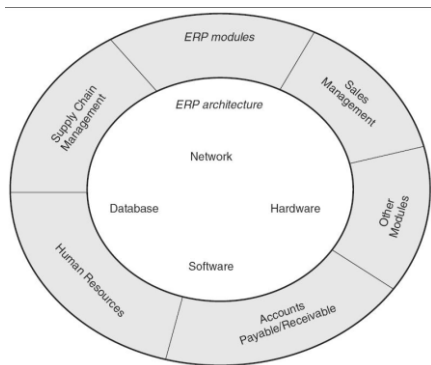 ERP modules
Sales
Management
Other
Modules
Accounts
Payable/Receivable
Human Resources
Supply Chain
Management
ERP architecture
Network
Database
Hardware
Software